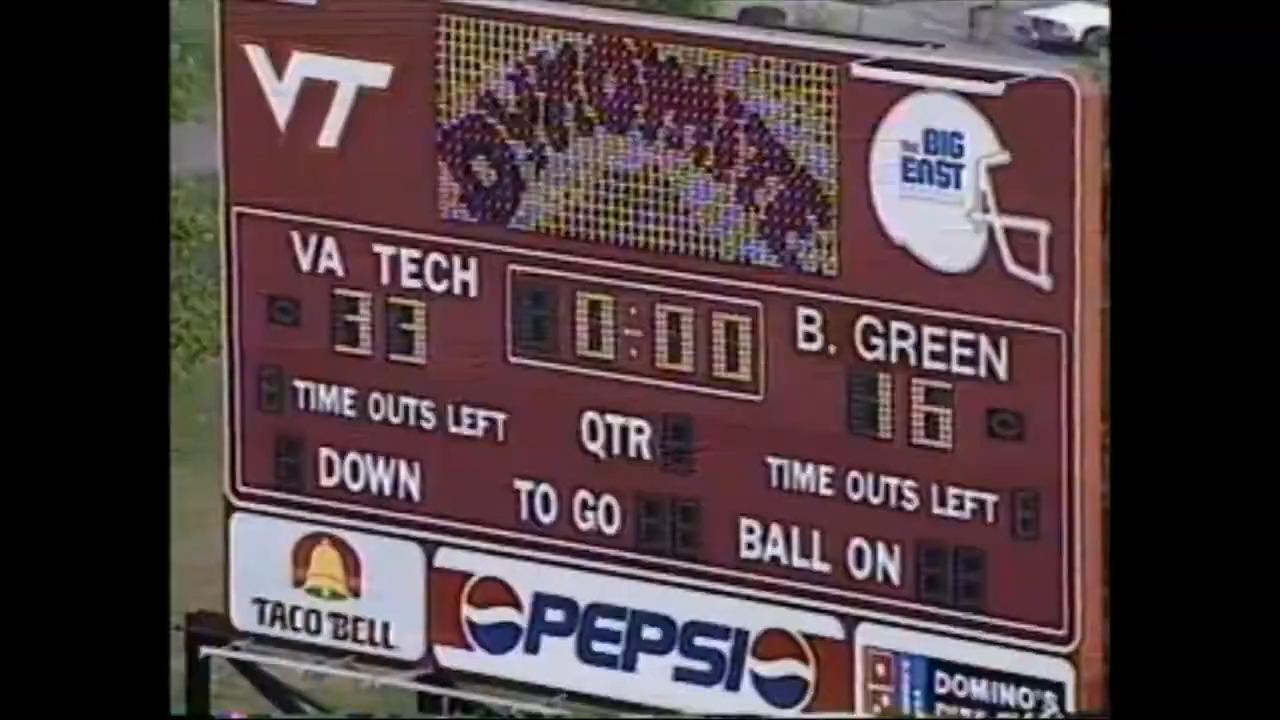 VT
DYNOMITE
THE BIG
EAST
VA TECH
33
0:00
B. GREEN
16
TIME OUTS LEFT
QTR
TIME OUTS LEFT
DOWN
TO GO
BALL ON
TACO BELL
PEPSI
DOMINO'S